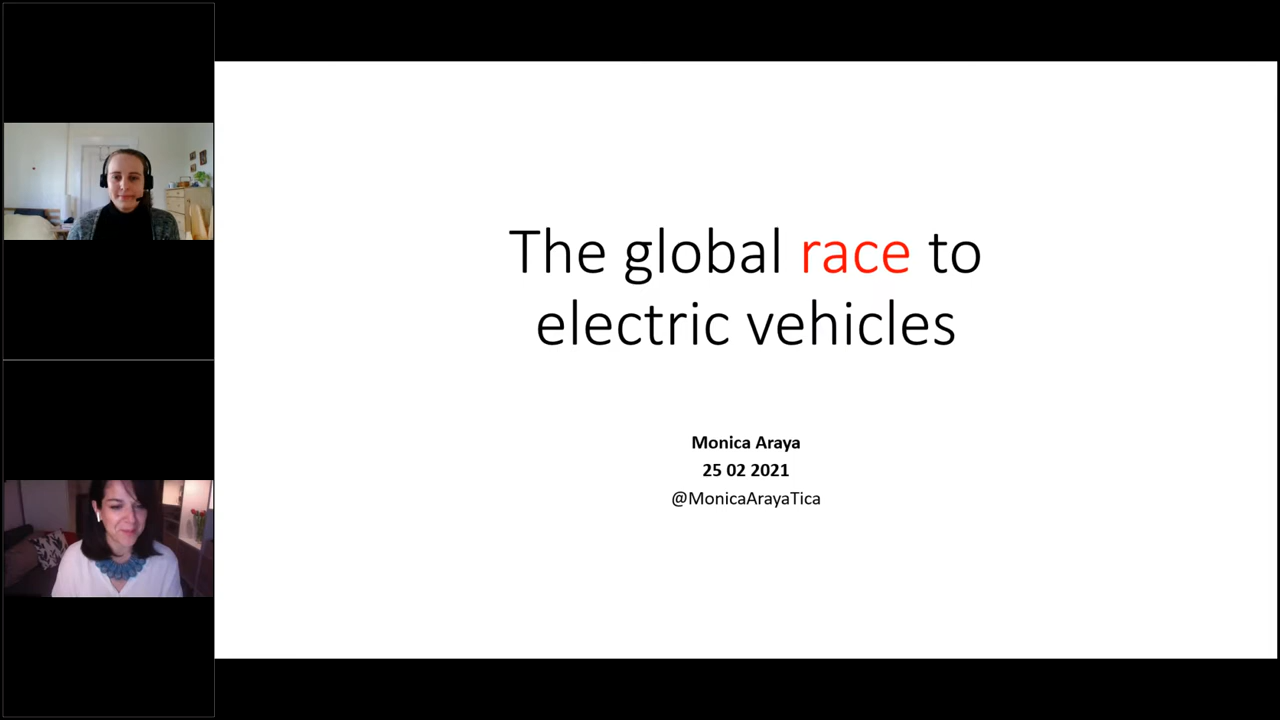 The global race to
electric vehicles
Monica Araya
25 02 2021
@MonicaArayaTica